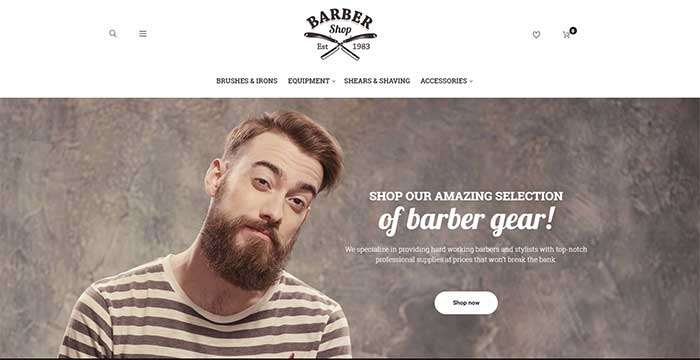 BARBER
Shop
Est 1983
0
BRUSHES & IRONS EQUIPMENT SHEARS & SHAVING ACCESSORIES
SHOP OUR AMAZING SELECTION
of barber gear!
We specialize in providing hard working barbers and stylists with top-notch
professional supplies at prices that won't break the bank
Shop now